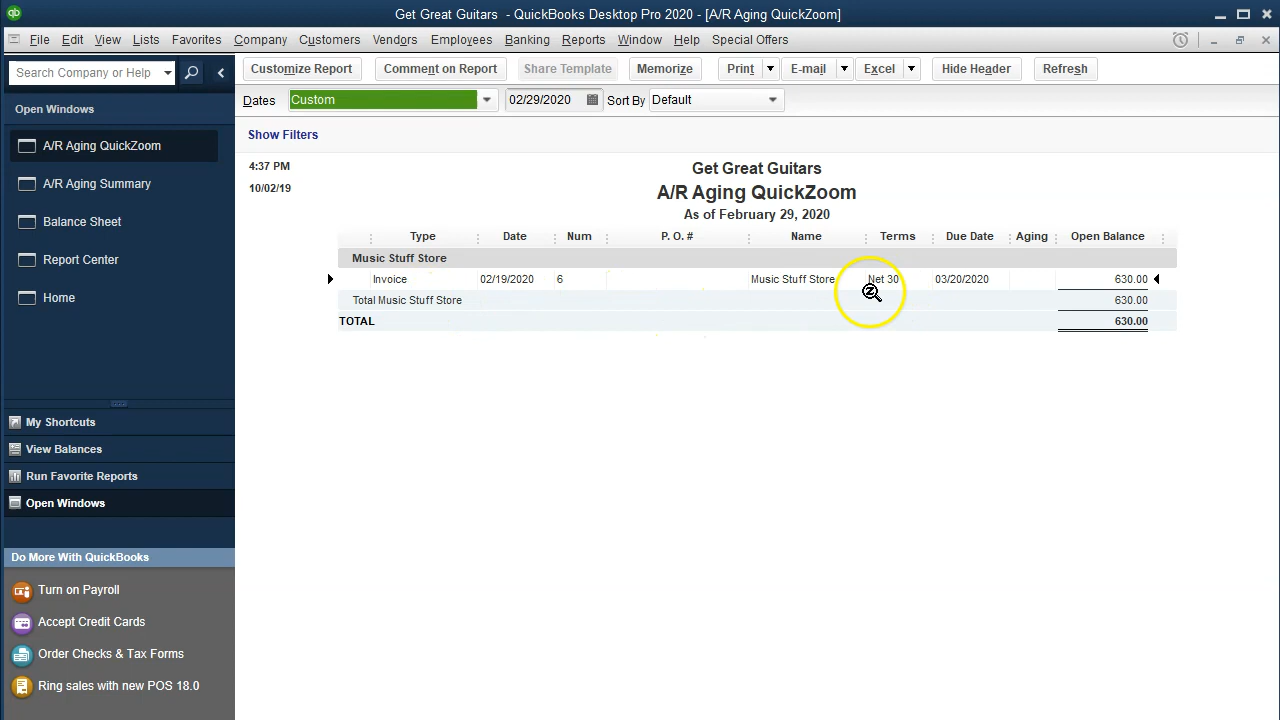 Get Great Guitars - QuickBooks Desktop Pro 2020 - [A/R Aging QuickZoom]
File Edit View Lists Favorites Company Customers Vendors Employees Banking Reports Window Help Special Offers
Search Company or Help
Customize Report Comment on Report Share Template Memorize Print E-mail Excel Hide Header Refresh
Open Windows
Dates Custom 02/29/2020 Sort By Default
A/R Aging QuickZoom
A/R Aging Summary
Balance Sheet
Report Center
Home
My Shortcuts
View Balances
Run Favorite Reports
Open Windows
Do More With QuickBooks
Turn on Payroll
Accept Credit Cards
Order Checks & Tax Forms
Ring sales with new POS 18.0
Show Filters
4:37 PM
10/02/19
Get Great Guitars
A/R Aging QuickZoom
As of February 29, 2020
Type Date Num P. O. # Name Terms Due Date Aging Open Balance
Music Stuff Store
Invoice 02/19/2020 6 Music Stuff Store Net 30 03/20/2020 630.00
Total Music Stuff Store 630.00
TOTAL 630.00